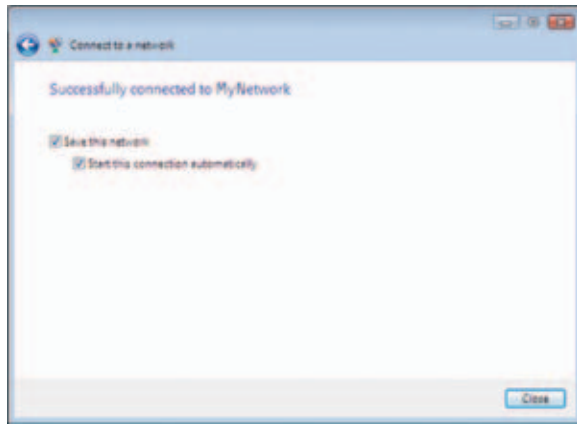 Connect to a network
Successfully connected to MyNetwork
Save this network
Start this connection automatically
Close